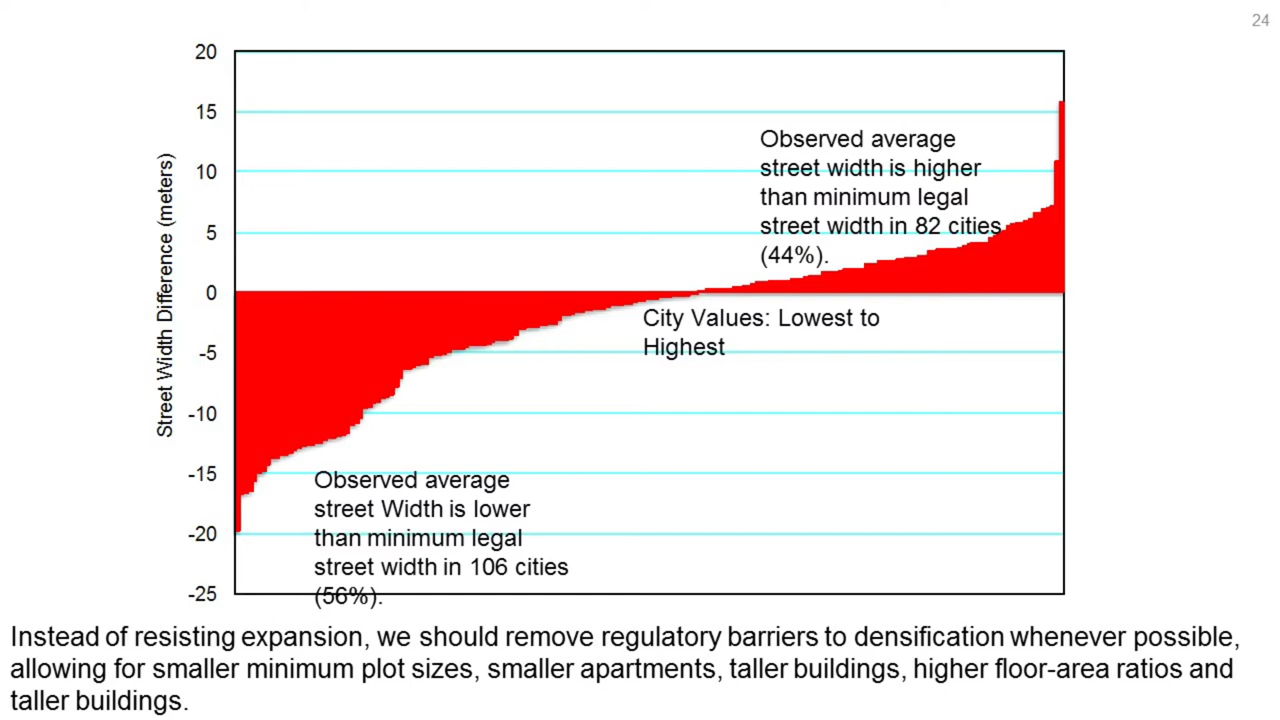 24
20
15
10
5
0
-5
-10
-15
-20
-25
Street Width Difference (meters)
Observed average
street width is higher
than minimum legal
street width in 82 cities
(44%).
City Values: Lowest to
Highest
Observed average
street Width is lower
than minimum legal
street width in 106 cities
(56%).
Instead of resisting expansion, we should remove regulatory barriers to densification whenever possible,
allowing for smaller minimum plot sizes, smaller apartments, taller buildings, higher floor-area ratios and
taller buildings.